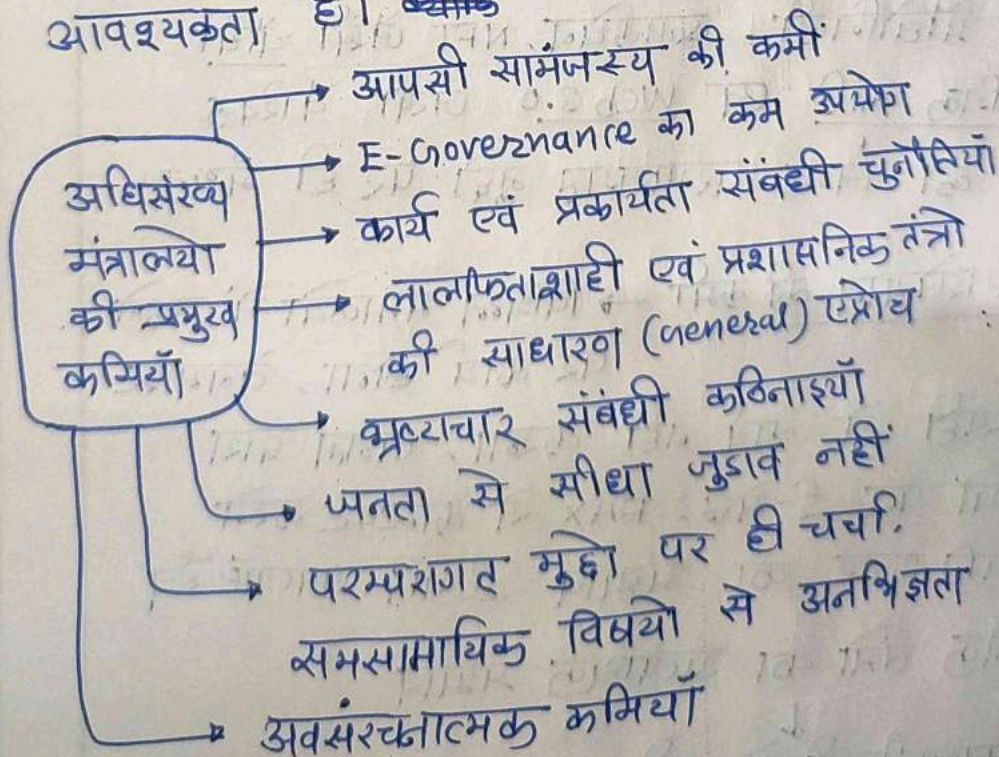 आवश्यकता है।
आपसी सामंजस्य की कमी
E-Governance का कम उपयोग
कार्य एवं प्रकार्यता संबंधी चुनौतियाँ
लालफिताशाही एवं प्रशासनिक तंत्रो
की साधारण (General) एप्रोच
भ्रष्टाचार संबंधी कठिनाइयाँ
जनता से सीधा जुडाव नहीं
परम्परागत मुद्दो पर ही चर्चा.
समसामायिक विषयो से अनभिज्ञता
अवसंरचनात्मक कमियाँ
अधिसंख्य
मंत्रालयो
की प्रमुख
कमियाँ